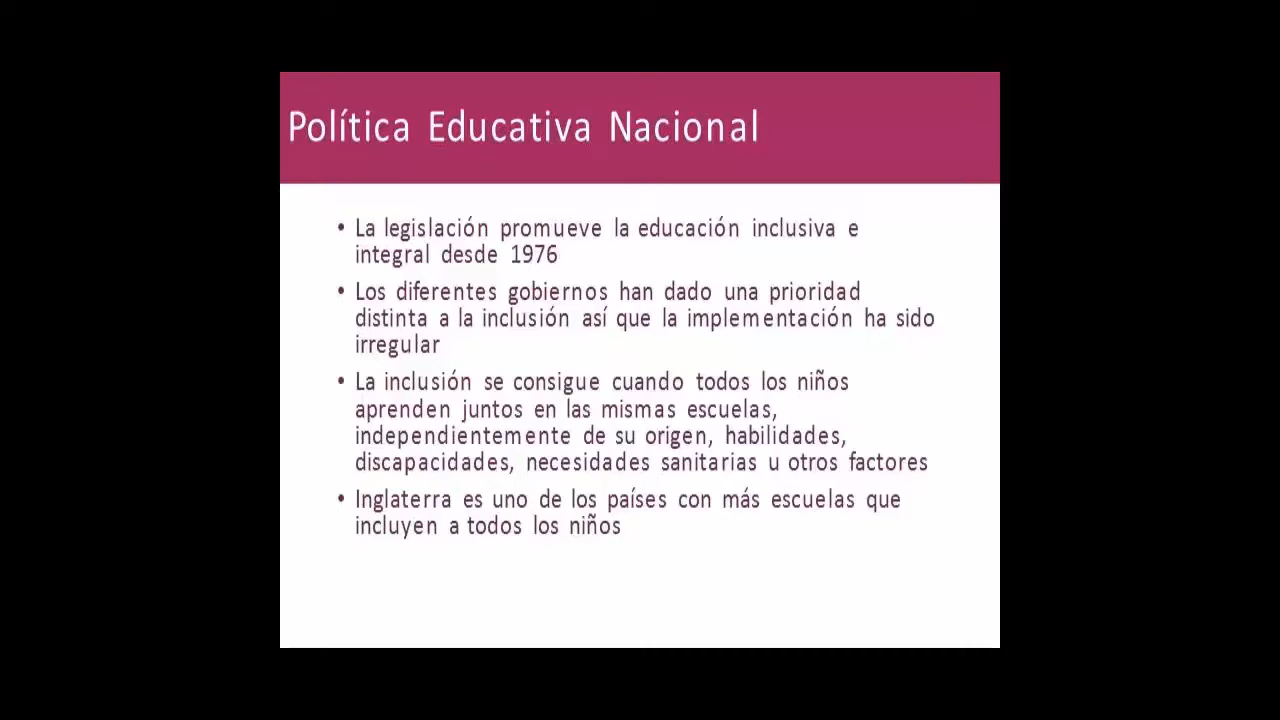 Política Educativa Nacional
• La legislación promueve la educación inclusiva e
integral desde 1976
• Los diferentes gobiernos han dado una prioridad
distinta a la inclusión así que la implementación ha sido
irregular
• La inclusión se consigue cuando todos los niños
aprenden juntos en las mismas escuelas,
independientemente de su origen, habilidades,
discapacidades, necesidades sanitarias u otros factores
• Inglaterra es uno de los países con más escuelas que
incluyen a todos los niños